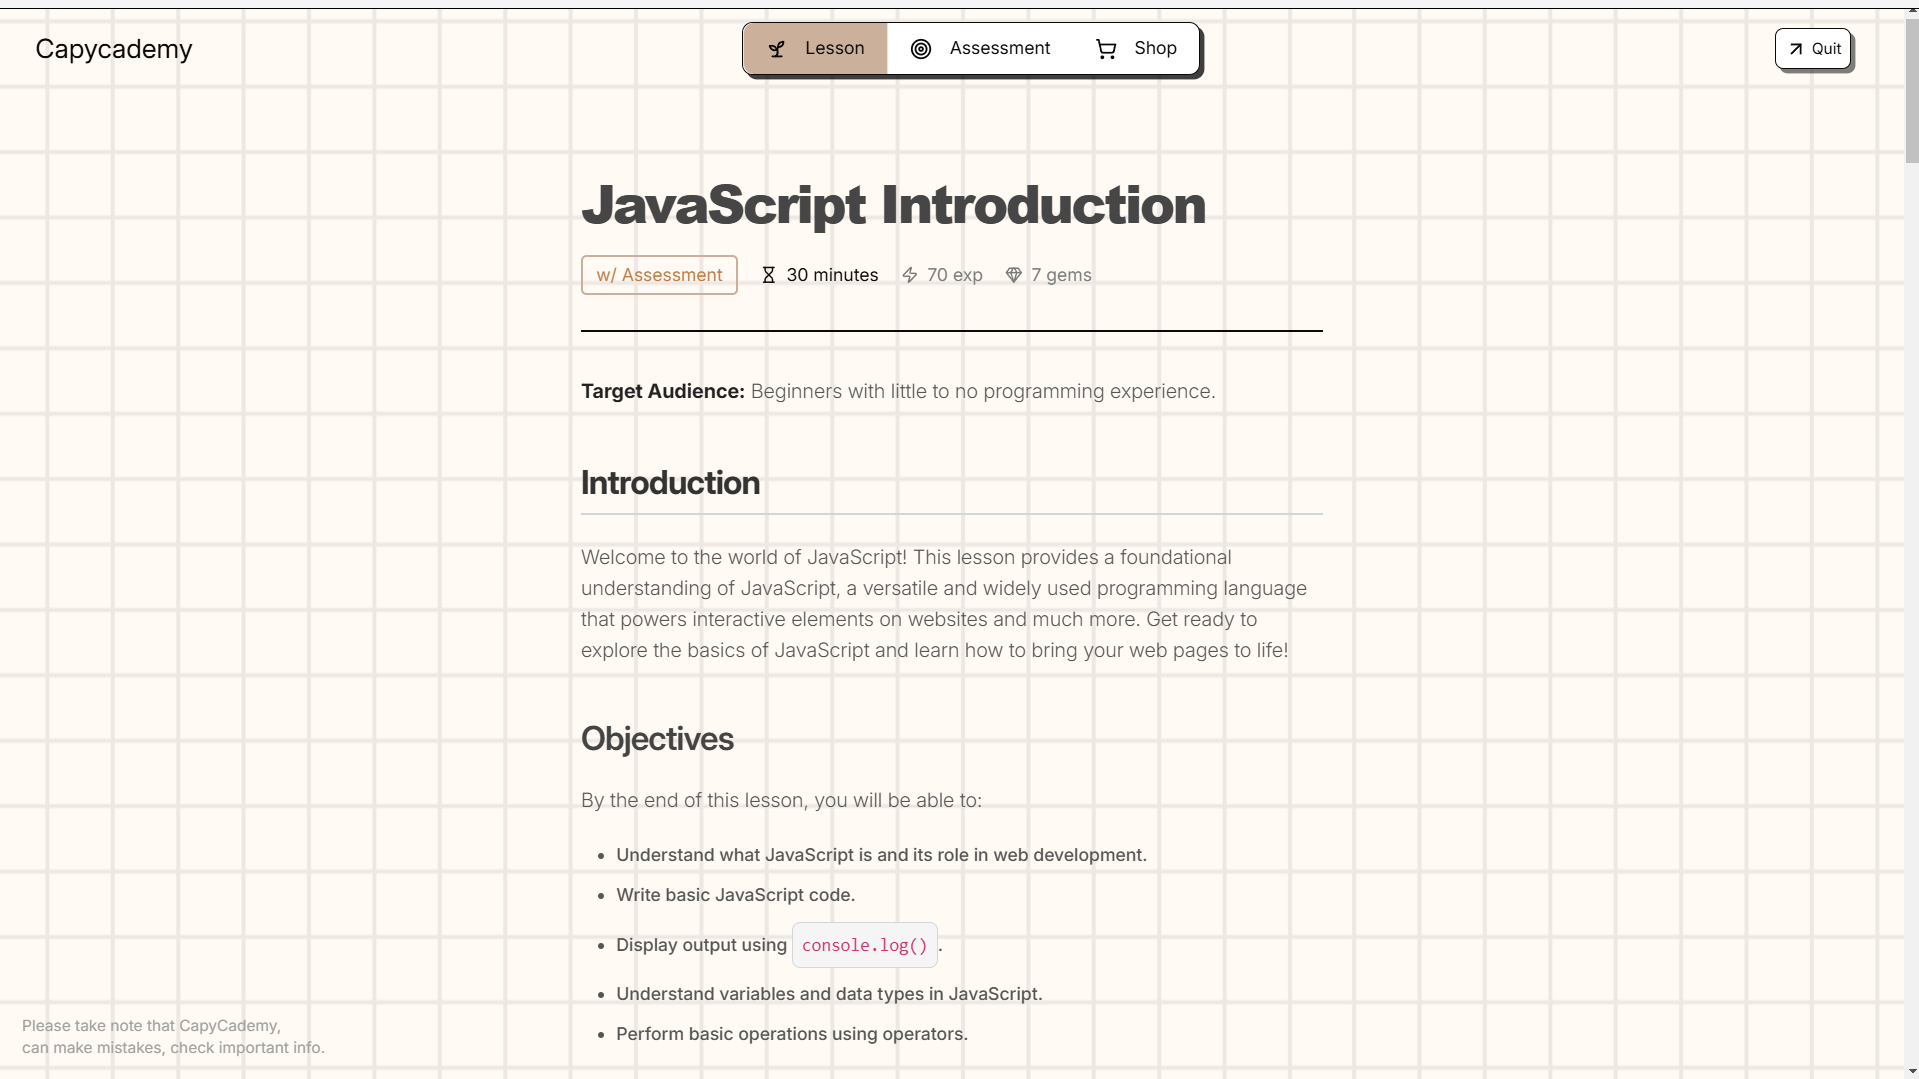 Capycademy
Lesson
Assessment
Shop
Quit
JavaScript Introduction
w/ Assessment
30 minutes
70 exp
7 gems
Target Audience: Beginners with little to no programming experience.
Introduction
Welcome to the world of JavaScript! This lesson provides a foundational
understanding of JavaScript, a versatile and widely used programming language
that powers interactive elements on websites and much more. Get ready to
explore the basics of JavaScript and learn how to bring your web pages to life!
Objectives
By the end of this lesson, you will be able to:
• Understand what JavaScript is and its role in web development.
• Write basic JavaScript code.
• Display output using console.log().
• Understand variables and data types in JavaScript.
• Perform basic operations using operators.
Please take note that CapyCademy,
can make mistakes, check important info.